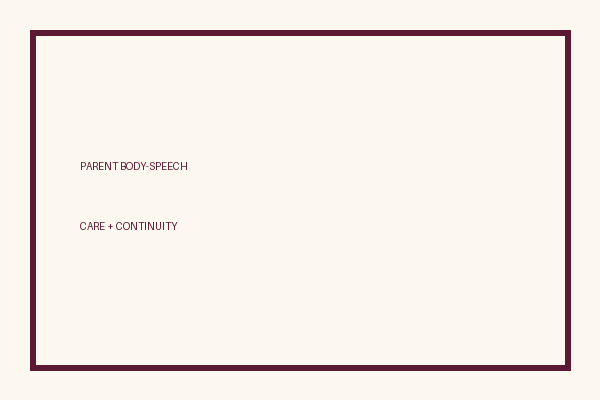 PARENT BODY-SPEECH
CARE + CONTINUITY